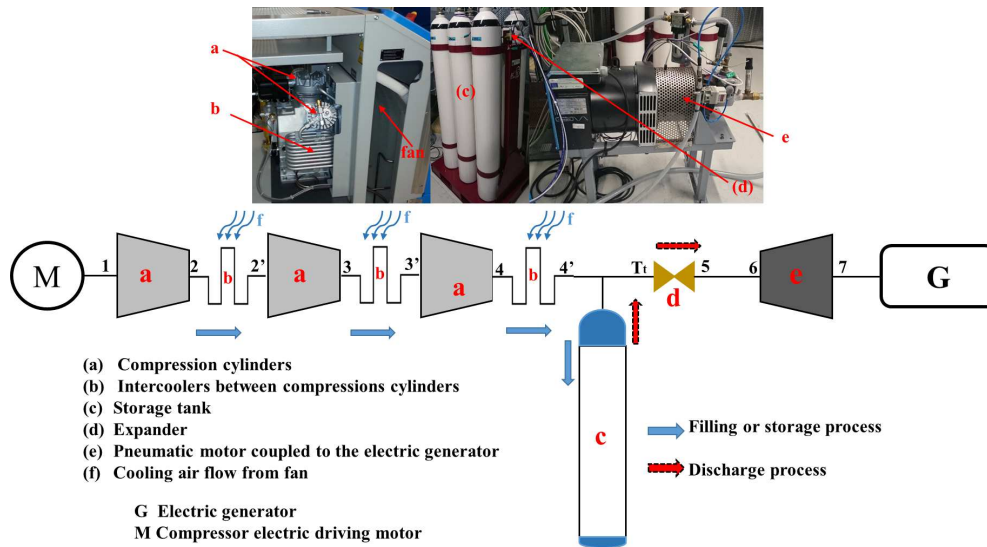 a
b
fan
(c)
(d)
e
f
f
f
M
1
a
2
b
2'
a
3
b
3'
a
4
b
4'
Tt
d
5
6
e
7
G
c
(a) Compression cylinders
(b) Intercoolers between compressions cylinders
(c) Storage tank
(d) Expander
(e) Pneumatic motor coupled to the electric generator
(f) Cooling air flow from fan
G Electric generator
M Compressor electric driving motor
Filling or storage process
Discharge process